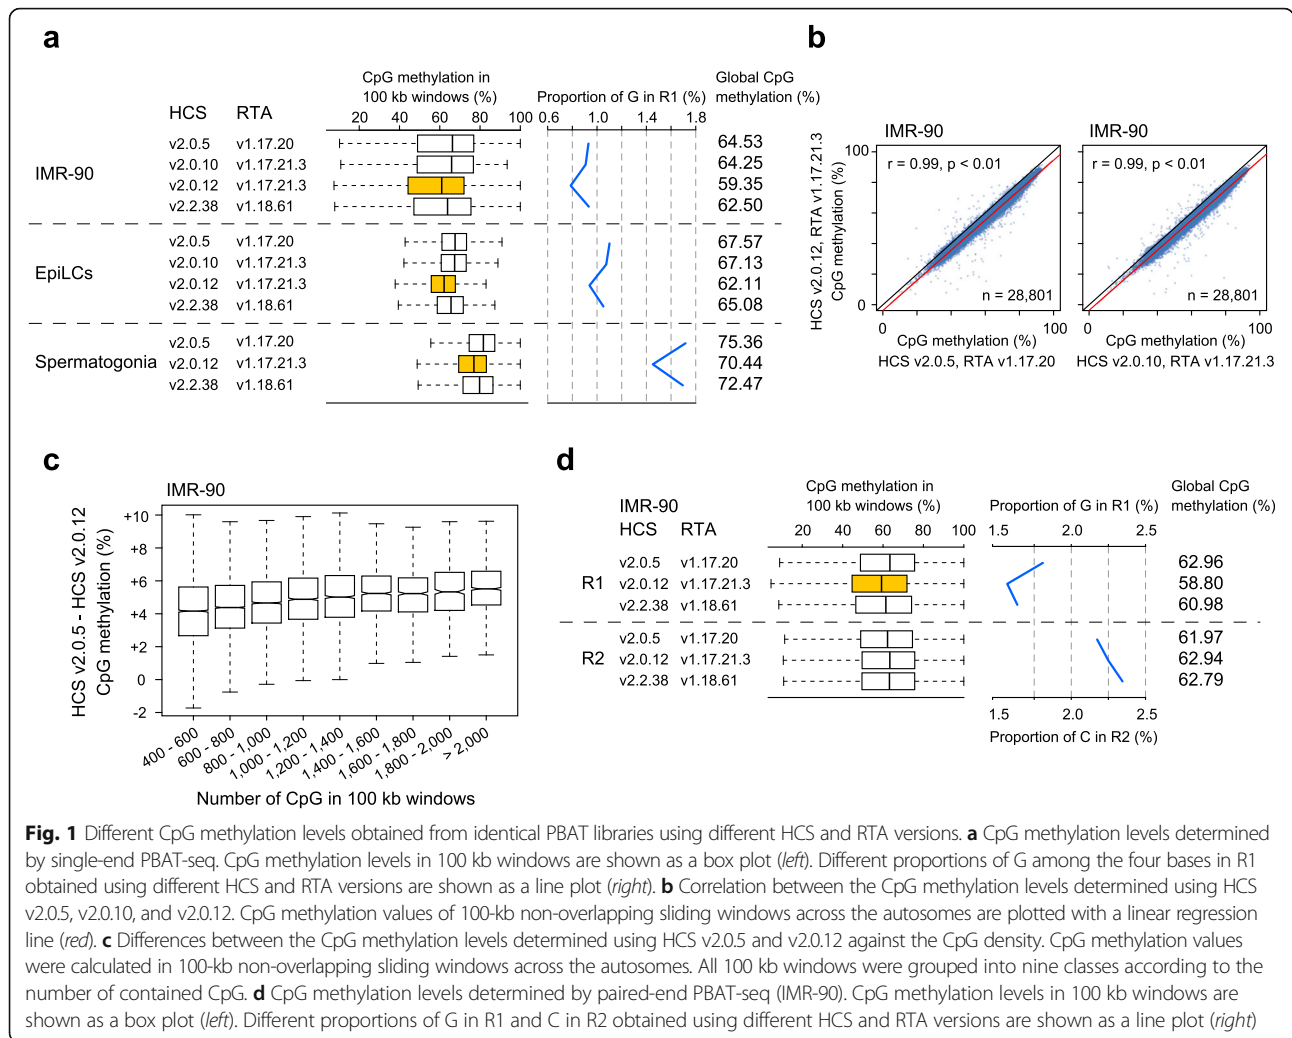 a
CpG methylation in
100 kb windows (%)
Proportion of G in R1 (%)
Global CpG
methylation (%)
HCS RTA
20 40 60 80 100
0.6 1.0 1.4 1.8
IMR-90
v2.0.5 v1.17.20 64.53
v2.0.10 v1.17.21.3 64.25
v2.0.12 v1.17.21.3 59.35
v2.2.38 v1.18.61 62.50
EpiLCs
v2.0.5 v1.17.20 67.57
v2.0.10 v1.17.21.3 67.13
v2.0.12 v1.17.21.3 62.11
v2.2.38 v1.18.61 65.08
Spermatogonia
v2.0.5 v1.17.20 75.36
v2.0.12 v1.17.21.3 70.44
v2.2.38 v1.18.61 72.47
b
IMR-90
r = 0.99, p < 0.01
n = 28,801
HCS v2.0.12, RTA v1.17.21.3
CpG methylation (%)
100
0
0 100
CpG methylation (%)
HCS v2.0.5, RTA v1.17.20
IMR-90
r = 0.99, p < 0.01
n = 28,801
0 100
CpG methylation (%)
HCS v2.0.10, RTA v1.17.21.3
c
IMR-90
HCS v2.0.5 - HCS v2.0.12
CpG methylation (%)
+10
+8
+6
+4
+2
0
-2
400 - 600
600 - 800
800 - 1,000
1,000 - 1,200
1,200 - 1,400
1,400 - 1,600
1,600 - 1,800
1,800 - 2,000
> 2,000
Number of CpG in 100 kb windows
d
CpG methylation in
100 kb windows (%)
Proportion of G in R1 (%)
Global CpG
methylation (%)
IMR-90
HCS RTA
20 40 60 80 100
1.5 2.0 2.5
R1
v2.0.5 v1.17.20 62.96
v2.0.12 v1.17.21.3 58.80
v2.2.38 v1.18.61 60.98
R2
v2.0.5 v1.17.20 61.97
v2.0.12 v1.17.21.3 62.94
v2.2.38 v1.18.61 62.79
1.5 2.0 2.5
Proportion of C in R2 (%)
Fig. 1 Different CpG methylation levels obtained from identical PBAT libraries using different HCS and RTA versions. a CpG methylation levels determined
by single-end PBAT-seq. CpG methylation levels in 100 kb windows are shown as a box plot (left). Different proportions of G among the four bases in R1
obtained using different HCS and RTA versions are shown as a line plot (right). b Correlation between the CpG methylation levels determined using HCS
v2.0.5, v2.0.10, and v2.0.12. CpG methylation values of 100-kb non-overlapping sliding windows across the autosomes are plotted with a linear regression
line (red). c Differences between the CpG methylation levels determined using HCS v2.0.5 and v2.0.12 against the CpG density. CpG methylation values
were calculated in 100-kb non-overlapping sliding windows across the autosomes. All 100 kb windows were grouped into nine classes according to the
number of contained CpG. d CpG methylation levels determined by paired-end PBAT-seq (IMR-90). CpG methylation levels in 100 kb windows are
shown as a box plot (left). Different proportions of G in R1 and C in R2 obtained using different HCS and RTA versions are shown as a line plot (right)